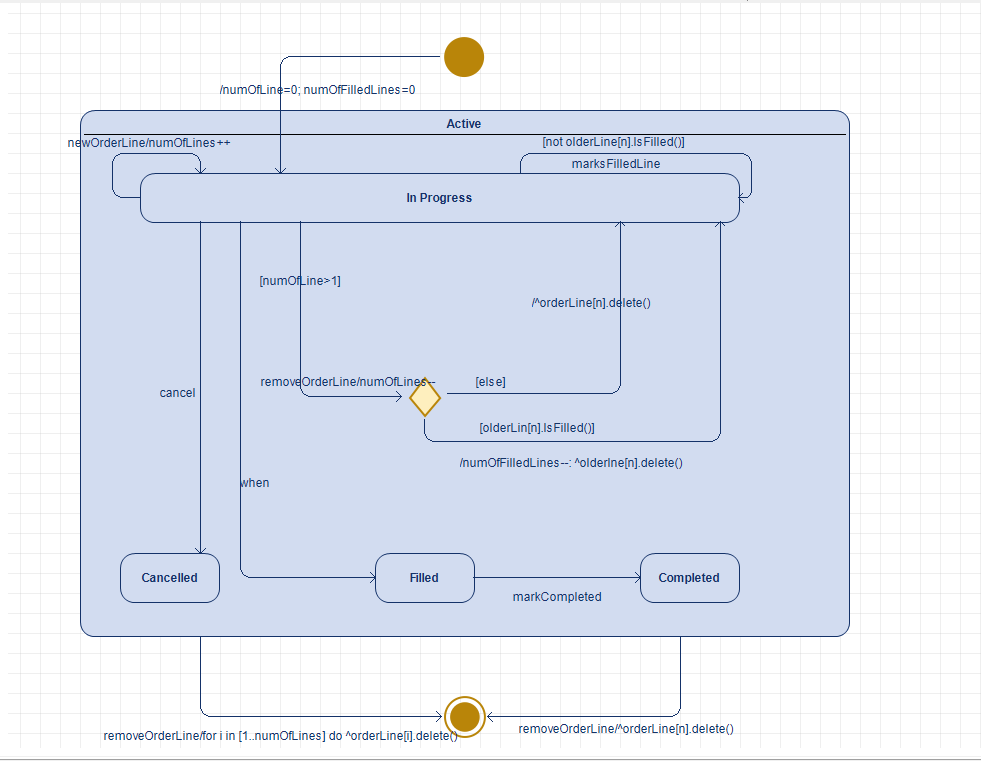 /numOfLine=0; numOfFilledLines=0
Active
newOrderLine/numOfLines++
[not olderLine[n].IsFilled()]
marksFilledLine
In Progress
[numOfLine>1]
/^orderLine[n].delete()
removeOrderLine/numOfLines--
[else]
cancel
[olderLin[n].IsFilled()]
/numOfFilledLines--: ^olderlne[n].delete()
when
Cancelled
Filled
Completed
markCompleted
removeOrderLine/for i in [1..numOfLines] do ^orderLine[i].delete()
removeOrderLine/^orderLine[n].delete()